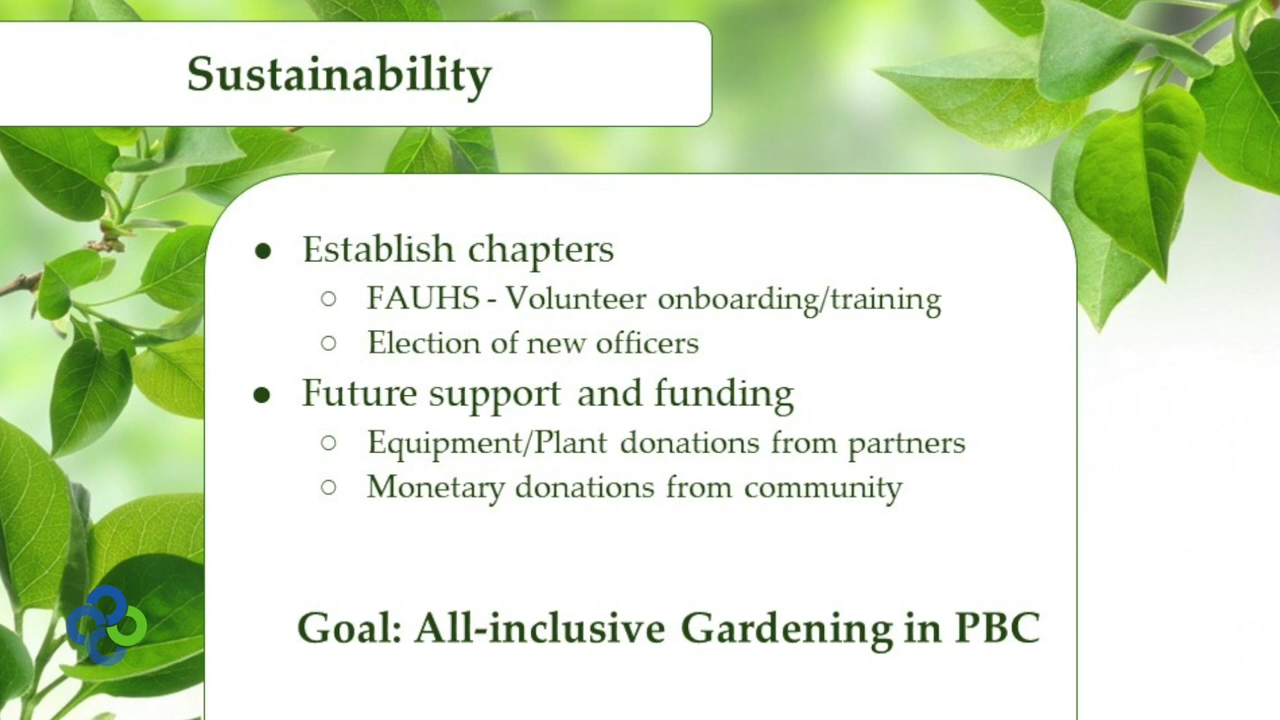 Sustainability
● Establish chapters
○ FAUHS - Volunteer onboarding/training
○ Election of new officers
● Future support and funding
○ Equipment/Plant donations from partners
○ Monetary donations from community
Goal: All-inclusive Gardening in PBC